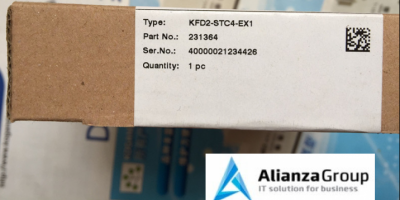 Type: KFD2-STC4-EX1
Part No.: 231364
Ser.No.: 40000021234426
Quantity: 1 pc
AlianzaGroup
IT solution for business